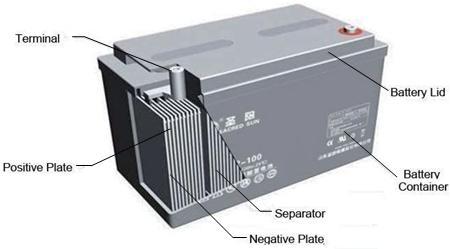 Terminal
Battery Lid
圣阳
SACRED SUN
-100
Positive Plate
Battery
Container
Separator
Negative Plate